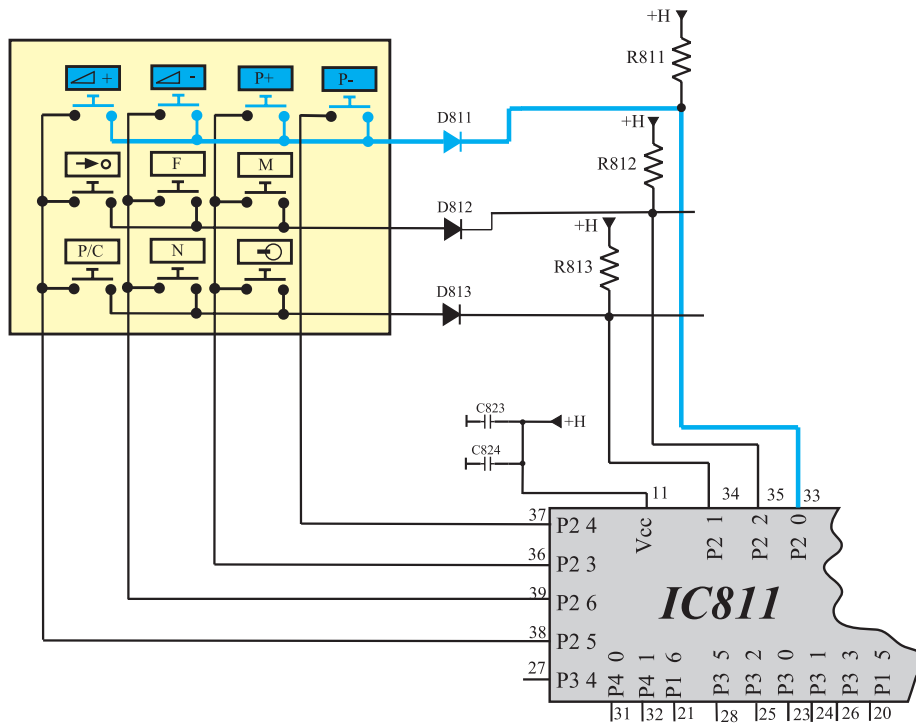 +H
R811
+
-
P+
P-
D811
+H
R812
F
M
D812
+H
R813
P/C
N
D813
C823
+H
C824
11
34
35
33
37
P2 4
Vcc
P2 1
P2 2
P2 0
36
P2 3
39
P2 6
IC811
38
P2 5
27
P3 4
P4 0
P4 1
P1 6
P3 5
P3 2
P3 0
P3 1
P3 3
P1 5
31
32
21
28
25
23
24
26
20